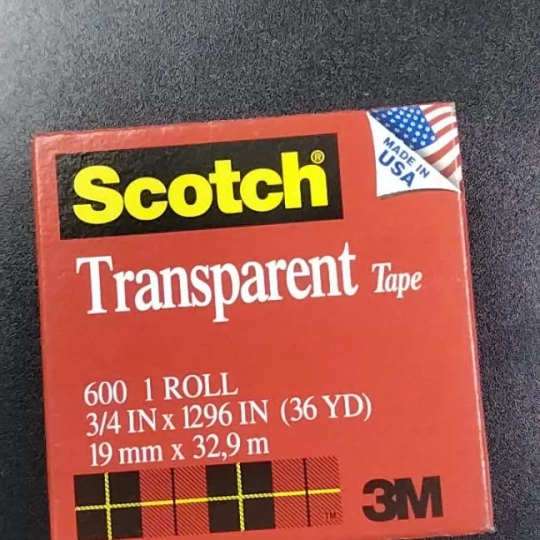 Scotch®
MADE IN
USA
Transparent Tape
600 1 ROLL
3/4 IN x 1296 IN (36 YD)
19 mm x 32,9 m
TM
3M